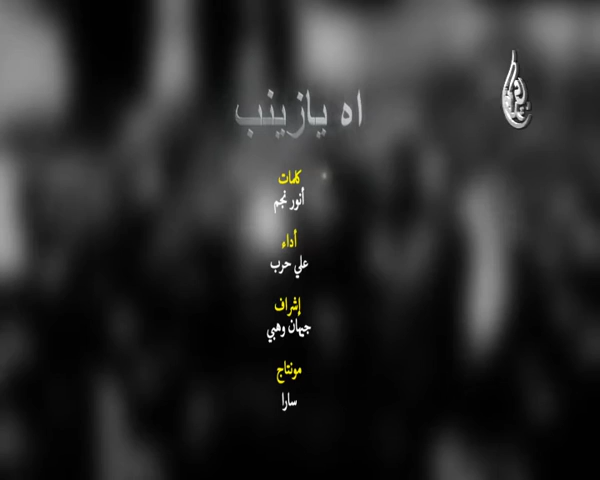 اه يازينب
كلمات
أنور نجم
أداء
علي حرب
إشراف
جيهان وهبي
مونتاج
سارا